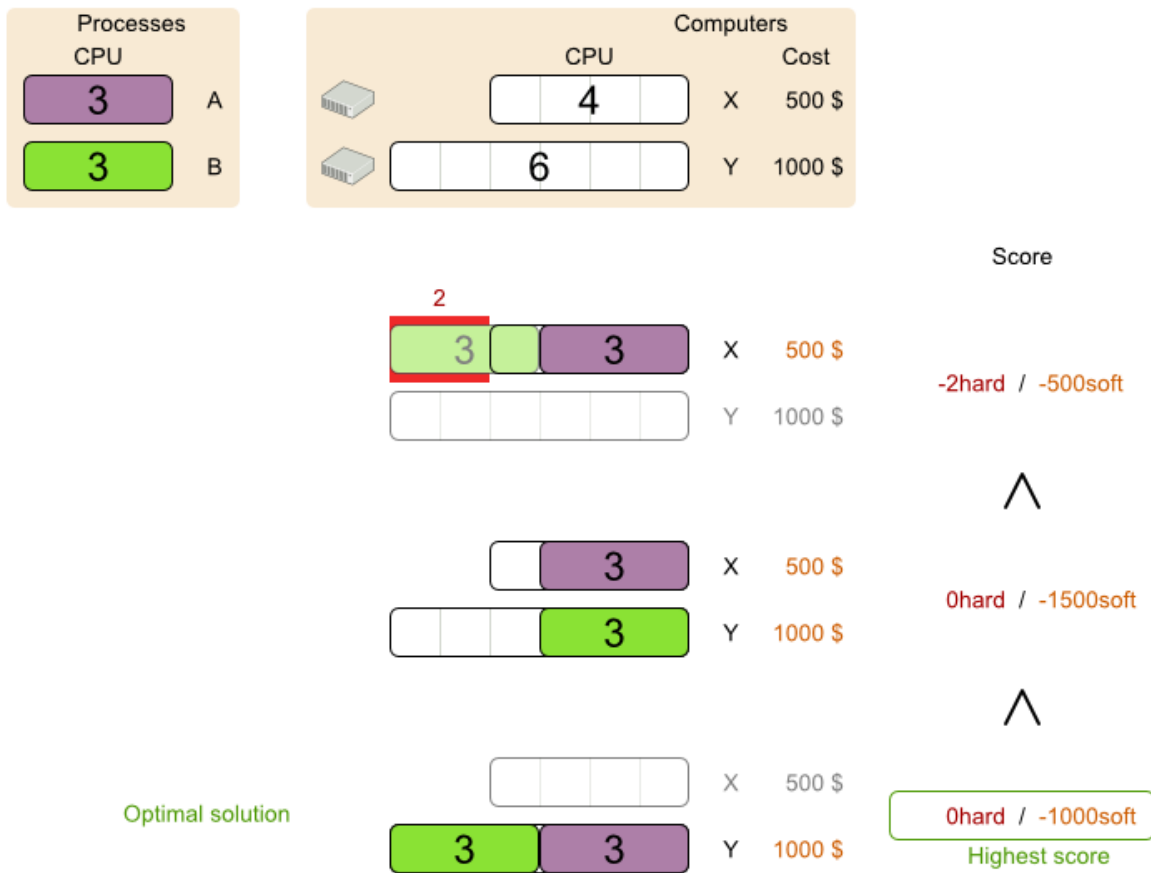 Processes
CPU
3 A
3 B
Computers
CPU Cost
4 X 500 $
6 Y 1000 $
Score
2
3 3 X 500 $
Y 1000 $
-2hard / -500soft
3 X 500 $
3 Y 1000 $
0hard / -1500soft
X 500 $
Optimal solution
3 3 Y 1000 $
0hard / -1000soft
Highest score